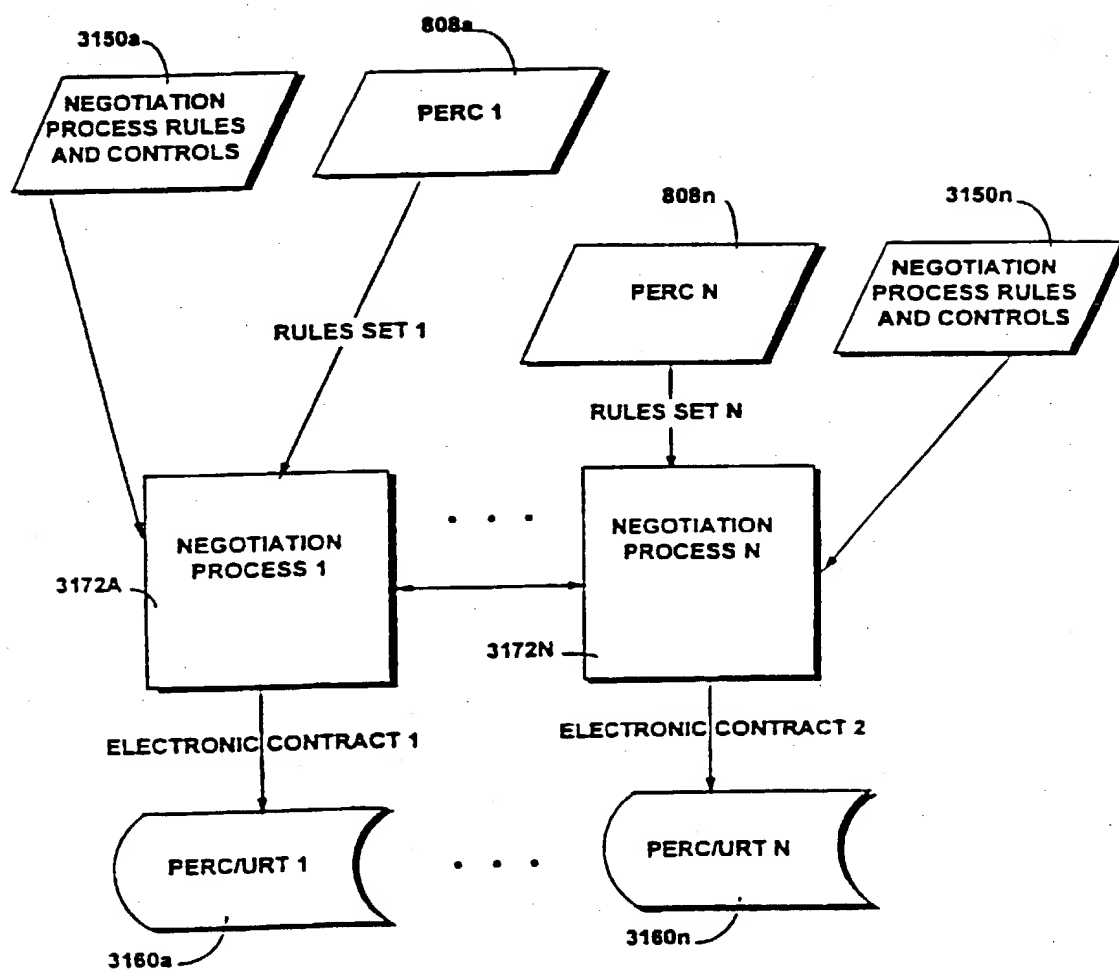 3150a
808a
NEGOTIATION
PROCESS RULES
AND CONTROLS
PERC 1
808n
3150n
PERC N
NEGOTIATION
PROCESS RULES
AND CONTROLS
RULES SET 1
RULES SET N
. . .
NEGOTIATION
PROCESS 1
NEGOTIATION
PROCESS N
3172A
3172N
ELECTRONIC CONTRACT 1
ELECTRONIC CONTRACT 2
PERC/URT 1
. . .
PERC/URT N
3160a
3160n